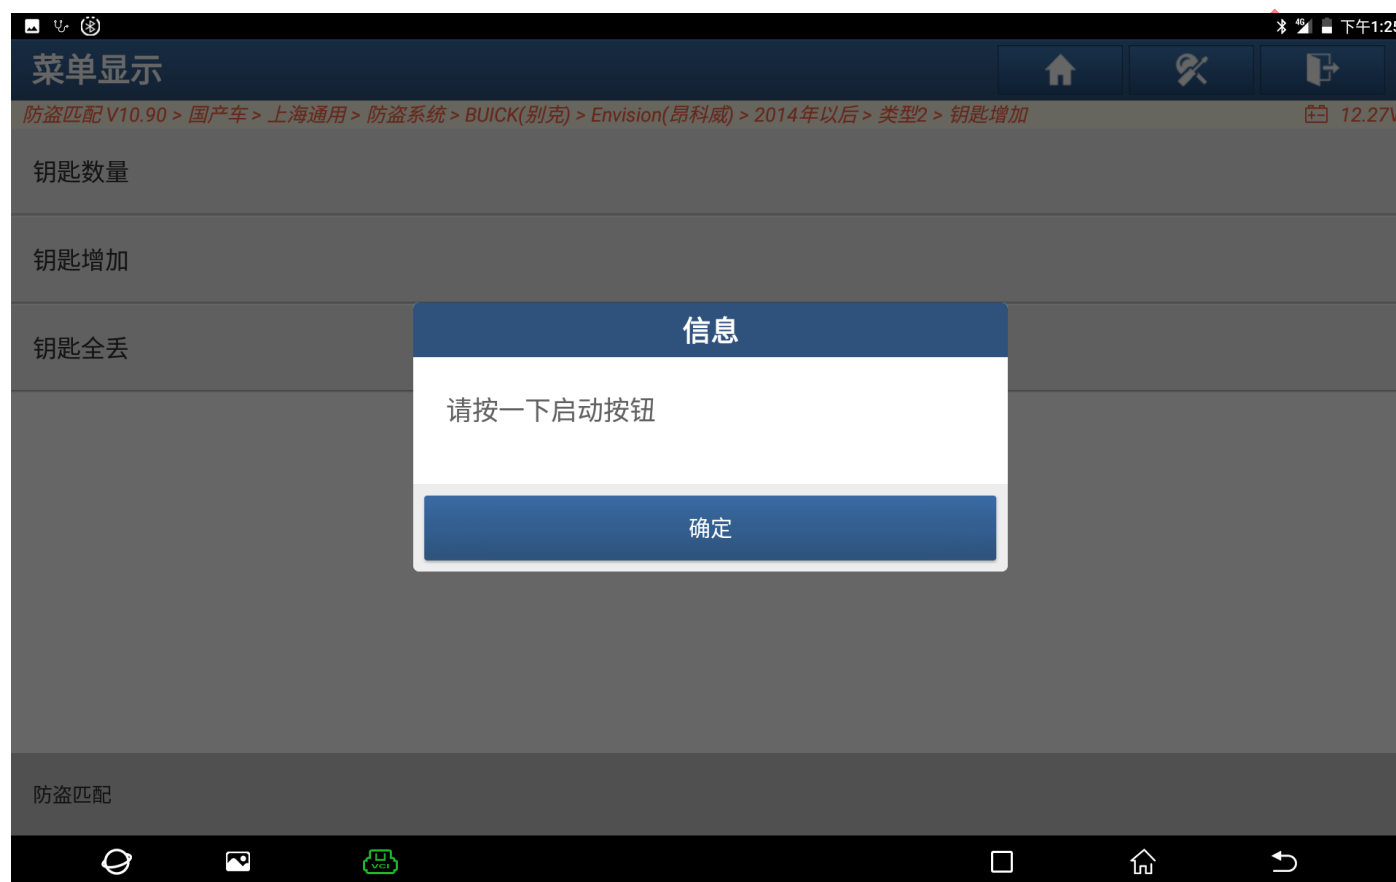 4G 下午1:25
菜单显示
防盗匹配 V10.90 > 国产车 > 上海通用 > 防盗系统 > BUICK(别克) > Envision(昂科威) > 2014年以后 > 类型2 > 钥匙增加 12.27V
钥匙数量
钥匙增加
钥匙全丢
信息
请按一下启动按钮
确定
防盗匹配
VCI